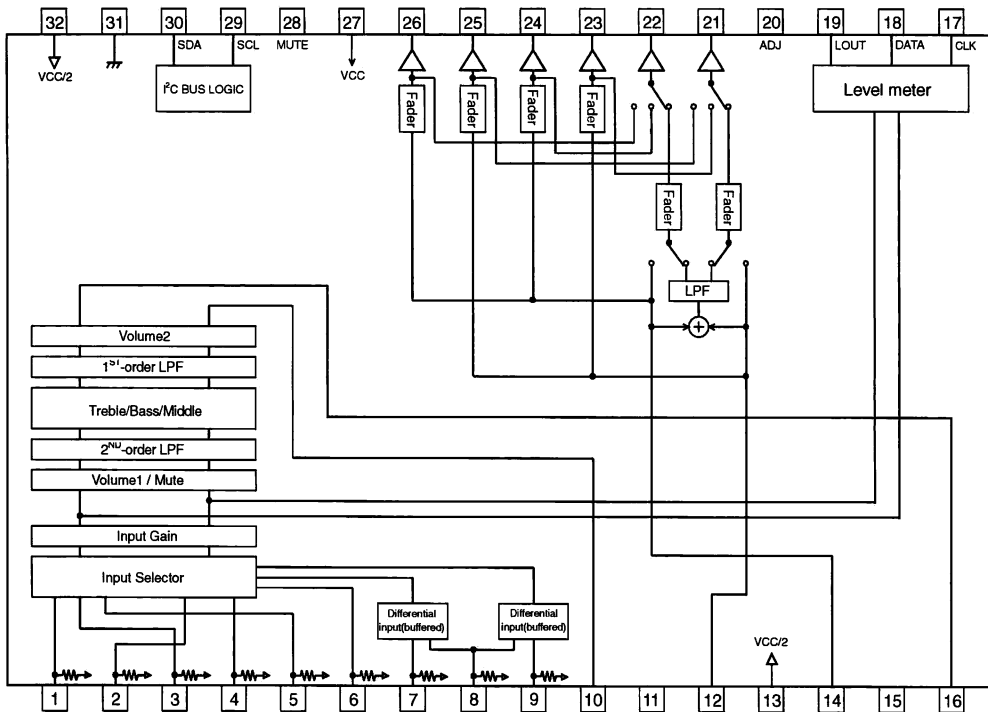 32 31 30 29 28 27 26 25 24 23 22 21 20 19 18 17
VCC/2 SDA SCL MUTE VCC ADJ LOUT DATA CLK
I²C BUS LOGIC
Level meter
Fader Fader Fader Fader
Fader Fader
LPF
+
Volume2
1ST-order LPF
Treble/Bass/Middle
2ND-order LPF
Volume1 / Mute
Input Gain
Input Selector
Differential input(buffered)
Differential input(buffered)
VCC/2
1 2 3 4 5 6 7 8 9 10 11 12 13 14 15 16